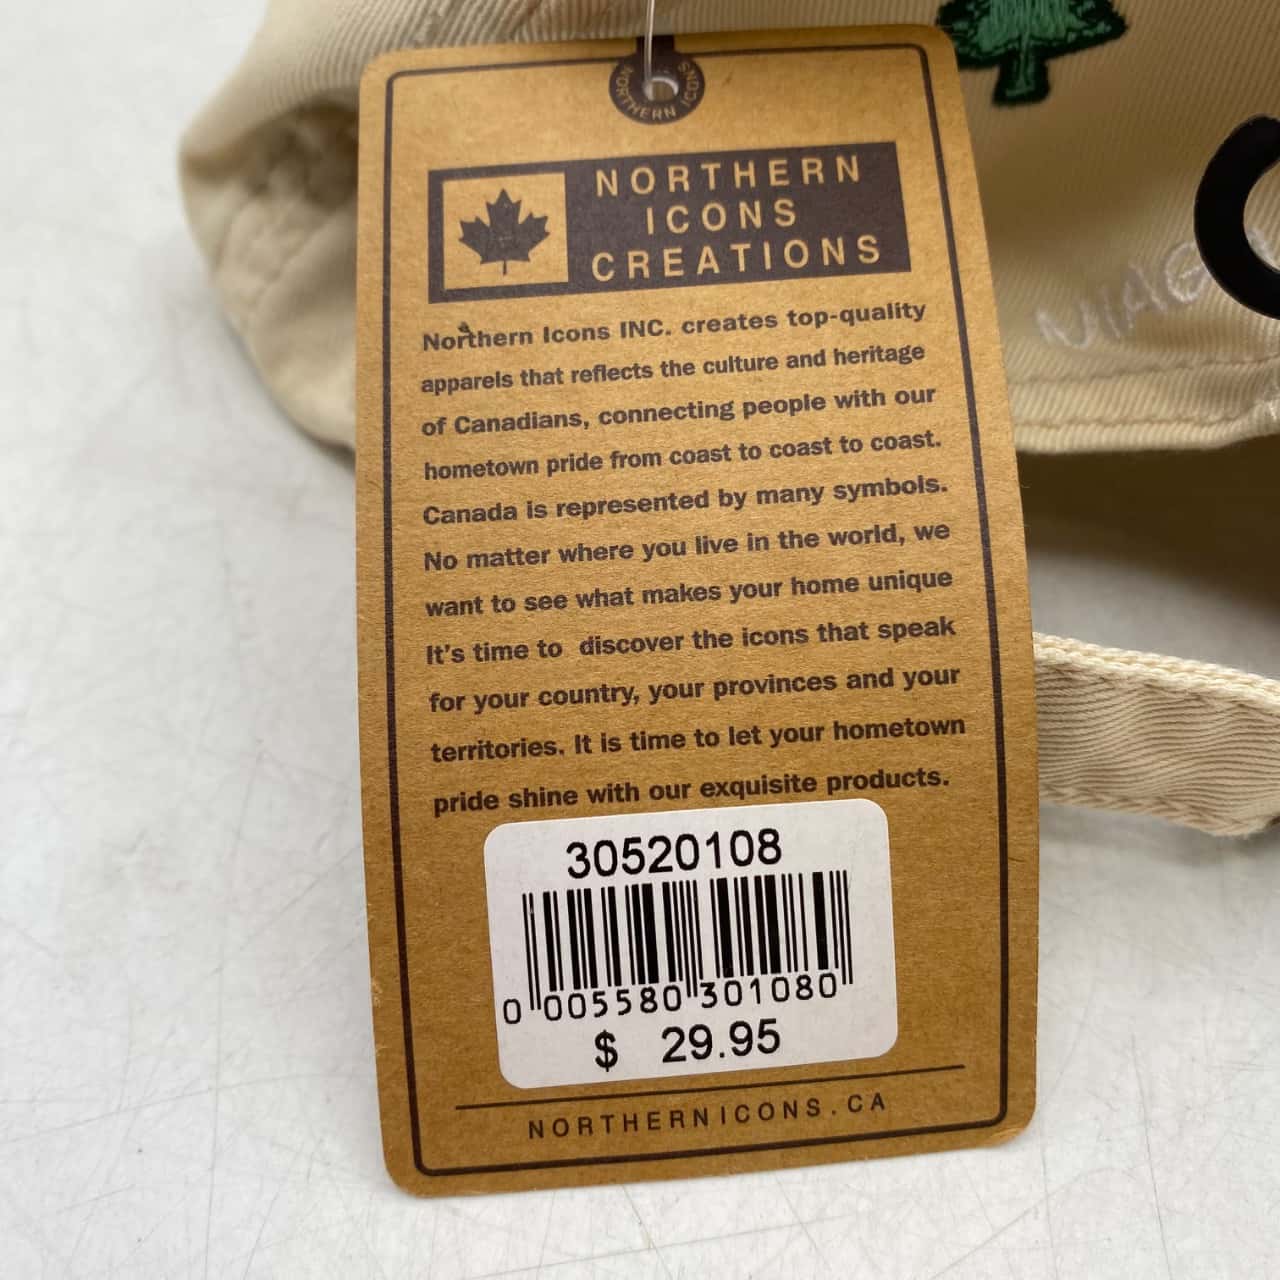 NORTHERN ICONS
NORTHERN
ICONS
CREATIONS
Northern Icons INC. creates top-quality
apparels that reflects the culture and heritage
of Canadians, connecting people with our
hometown pride from coast to coast to coast.
Canada is represented by many symbols.
No matter where you live in the world, we
want to see what makes your home unique
It's time to discover the icons that speak
for your country, your provinces and your
territories. It is time to let your hometown
pride shine with our exquisite products.
30520108
0 005580 301080
$ 29.95
NORTHERNICONS.CA